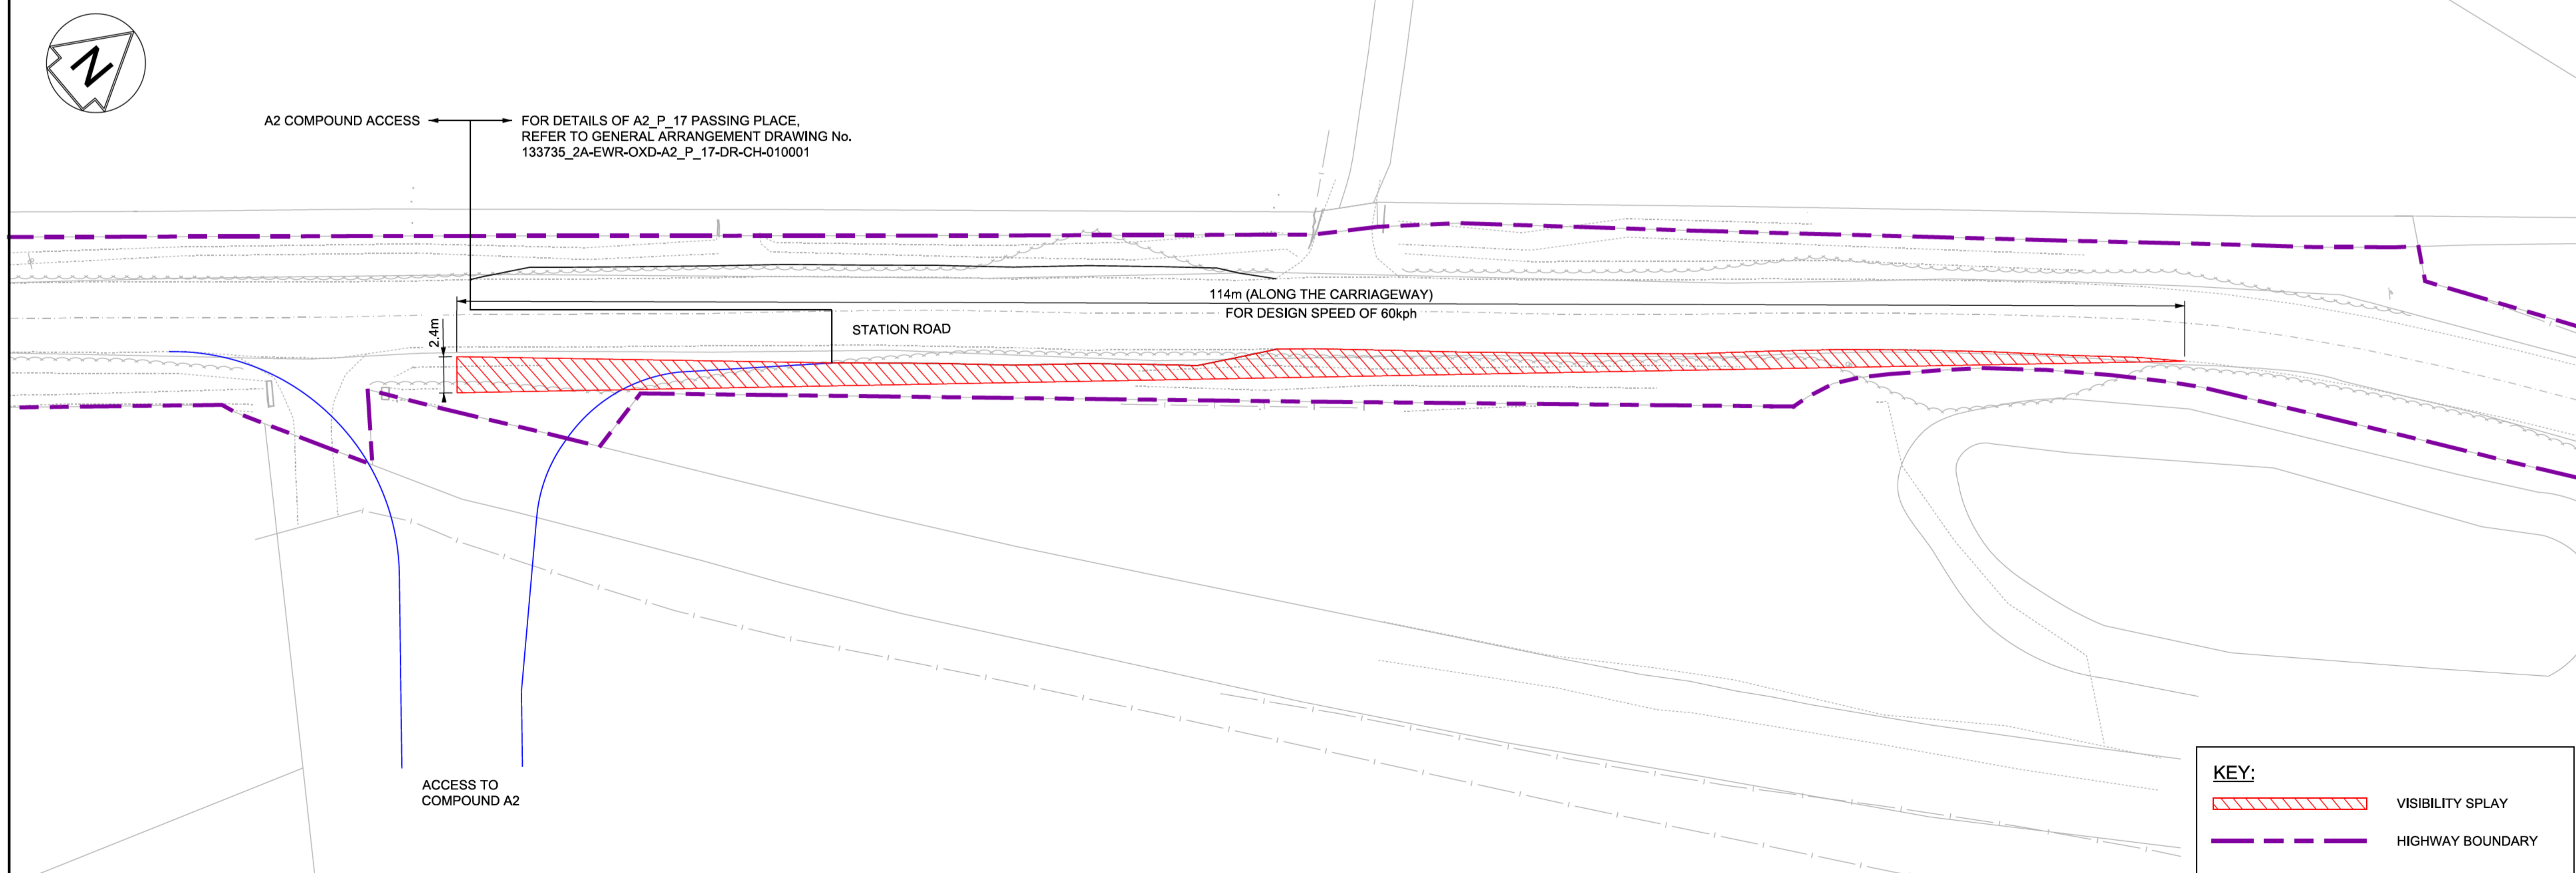 N
A2 COMPOUND ACCESS
FOR DETAILS OF A2_P_17 PASSING PLACE,
REFER TO GENERAL ARRANGEMENT DRAWING No.
133735_2A-EWR-OXD-A2_P_17-DR-CH-010001
114m (ALONG THE CARRIAGEWAY)
FOR DESIGN SPEED OF 60kph
2.4m
STATION ROAD
ACCESS TO
COMPOUND A2
KEY:
VISIBILITY SPLAY
HIGHWAY BOUNDARY